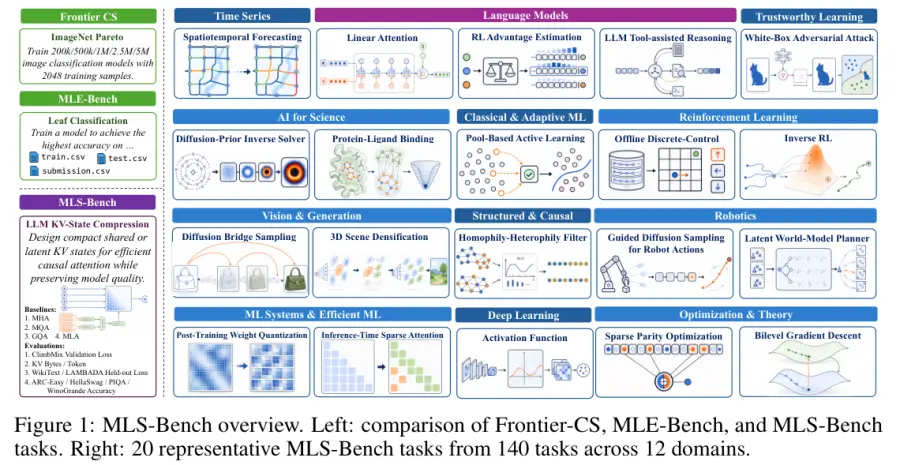 Frontier CS
ImageNet Pareto
Train 200k/500k/1M/2.5M/5M
image classification models with
2048 training samples.
MLE-Bench
Leaf Classification
Train a model to achieve the
highest accuracy on ...
train.csv
test.csv
submission.csv
MLS-Bench
LLM KV-State Compression
Design compact shared or
latent KV states for efficient
causal attention while
preserving model quality.
Baselines:
1. MHA
2. MQA
3. GQA 4. MLA
Evaluations:
1. ClimbMix Validation Loss
2. KV Bytes / Token
3. WikiText / LAMBADA Held-out Loss
4. ARC-Easy / HellaSwag / PIQA /
WinoGrande Accuracy
Time Series
Language Models
Trustworthy Learning
Spatiotemporal Forecasting
Linear Attention
RL Advantage Estimation
LLM Tool-assisted Reasoning
White-Box Adversarial Attack
AI for Science
Classical & Adaptive ML
Reinforcement Learning
Diffusion-Prior Inverse Solver
Protein-Ligand Binding
Pool-Based Active Learning
Offline Discrete-Control
Inverse RL
Vision & Generation
Structured & Causal
Robotics
Diffusion Bridge Sampling
3D Scene Densification
Homophily-Heterophily Filter
Guided Diffusion Sampling
for Robot Actions
Latent World-Model Planner
ML Systems & Efficient ML
Deep Learning
Optimization & Theory
Post-Training Weight Quantization
Inference-Time Sparse Attention
Activation Function
Sparse Parity Optimization
Bilevel Gradient Descent
Figure 1: MLS-Bench overview. Left: comparison of Frontier-CS, MLE-Bench, and MLS-Bench
tasks. Right: 20 representative MLS-Bench tasks from 140 tasks across 12 domains.